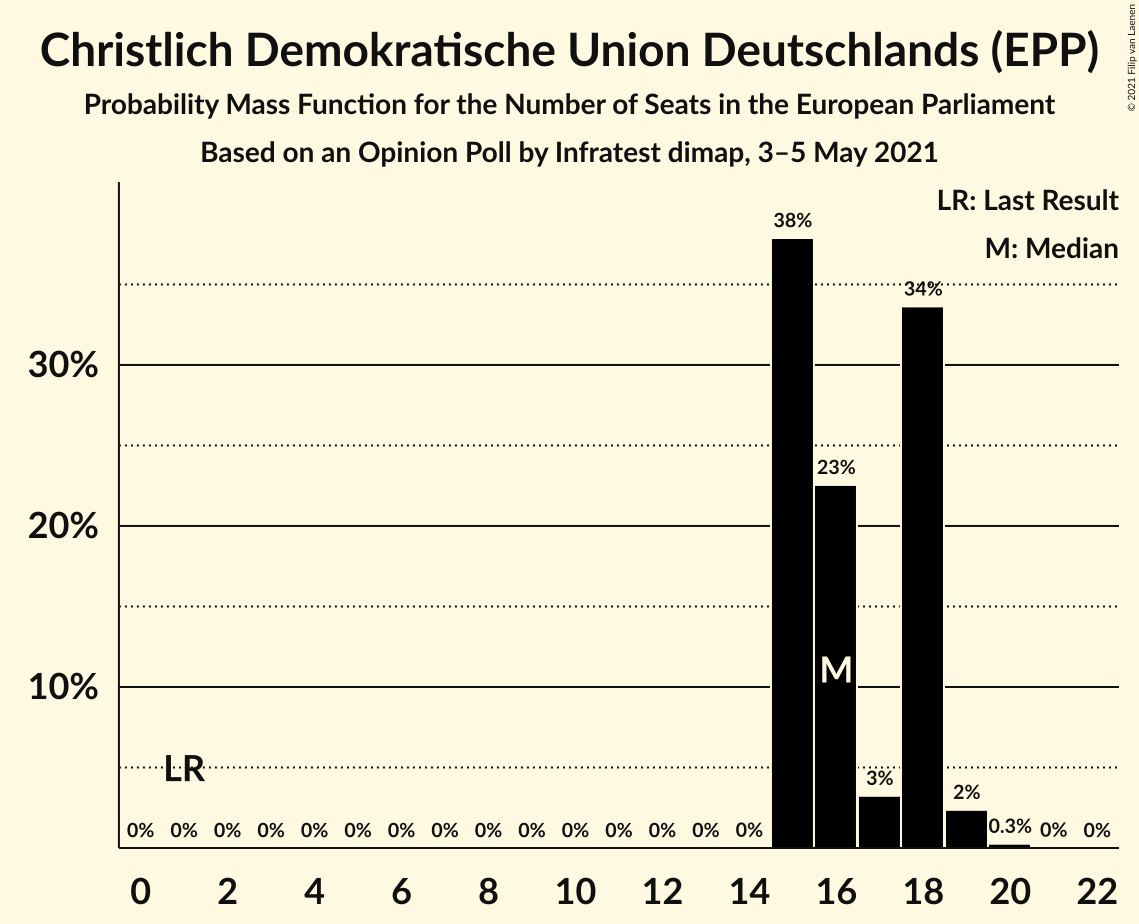 Christlich Demokratische Union Deutschlands (EPP)
Probability Mass Function for the Number of Seats in the European Parliament
Based on an Opinion Poll by Infratest dimap, 3–5 May 2021
© 2021 Filip van Laenen
LR: Last Result
M: Median
38%
34%
30%
23%
20%
M
10%
LR
3%
2%
0% 0% 0% 0% 0% 0% 0% 0% 0% 0% 0% 0% 0% 0% 0% 0.3% 0% 0%
0 2 4 6 8 10 12 14 16 18 20 22